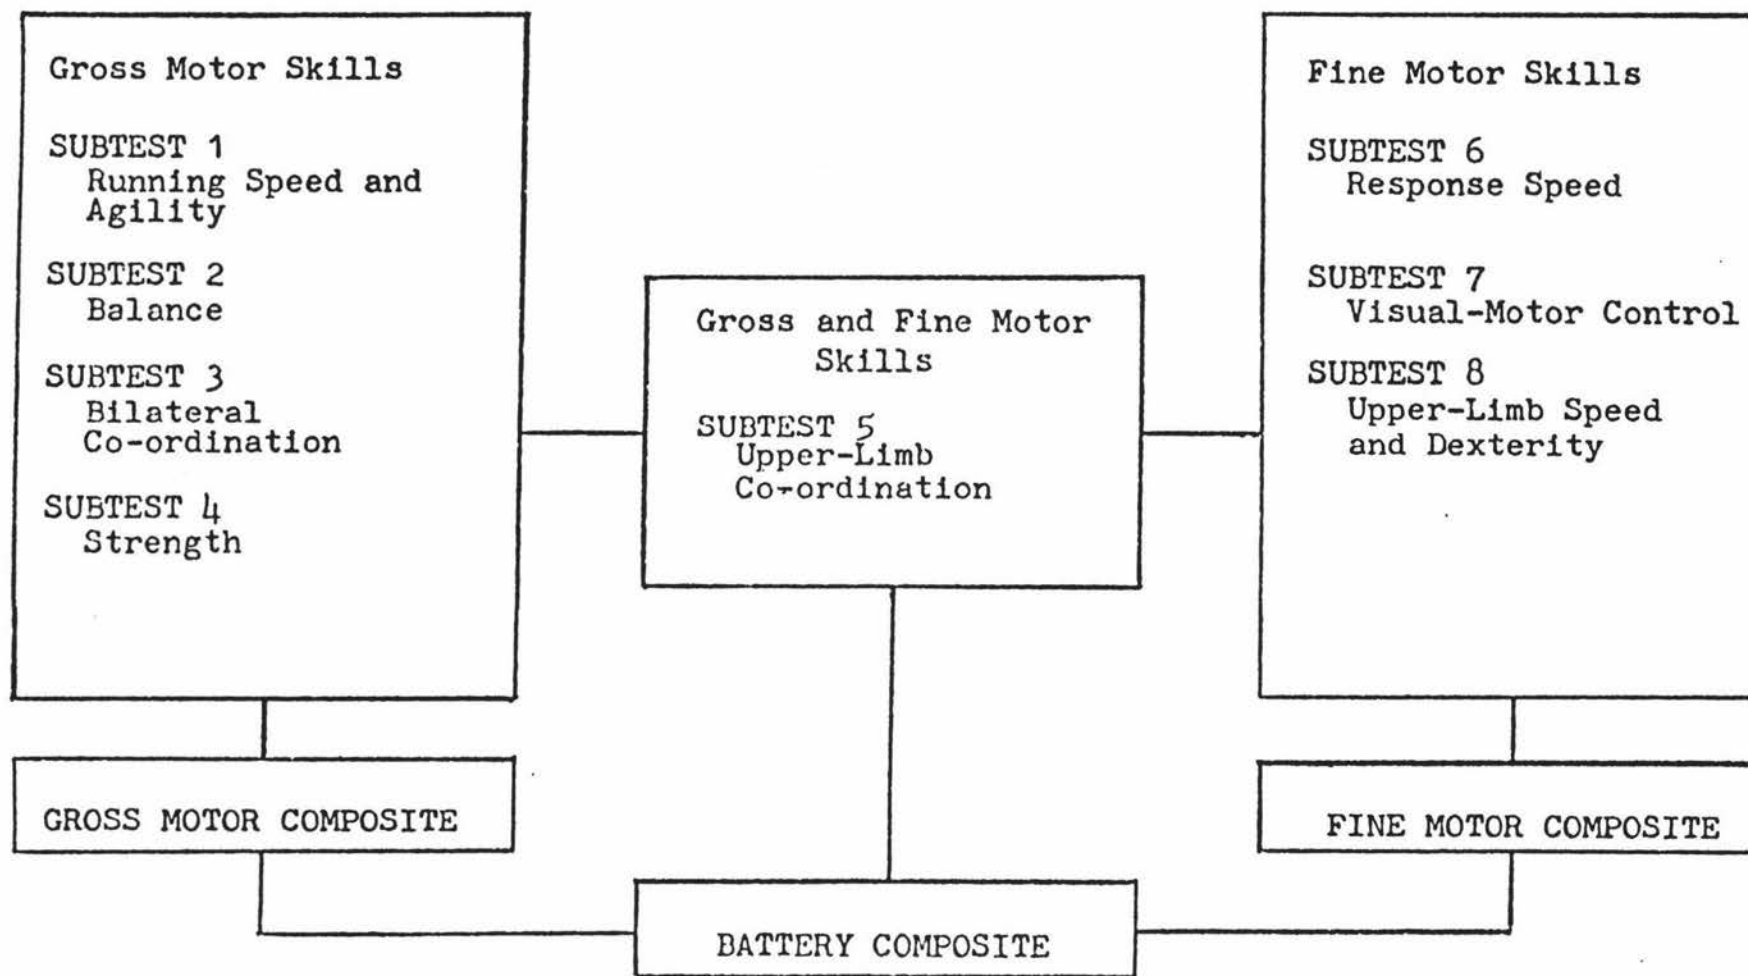 Gross Motor Skills
SUBTEST 1
Running Speed and
Agility
SUBTEST 2
Balance
SUBTEST 3
Bilateral
Co-ordination
SUBTEST 4
Strength
Gross and Fine Motor
Skills
SUBTEST 5
Upper-Limb
Co-ordination
Fine Motor Skills
SUBTEST 6
Response Speed
SUBTEST 7
Visual-Motor Control
SUBTEST 8
Upper-Limb Speed
and Dexterity
GROSS MOTOR COMPOSITE
FINE MOTOR COMPOSITE
BATTERY COMPOSITE